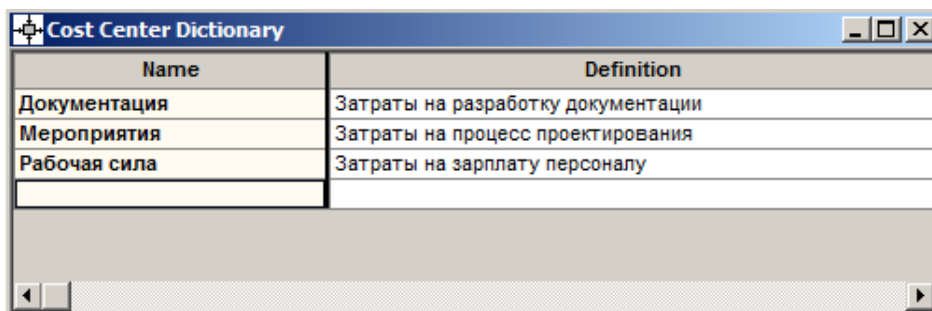 Cost Center Dictionary
Name Definition
Документация Затраты на разработку документации
Мероприятия Затраты на процесс проектирования
Рабочая сила Затраты на зарплату персоналу